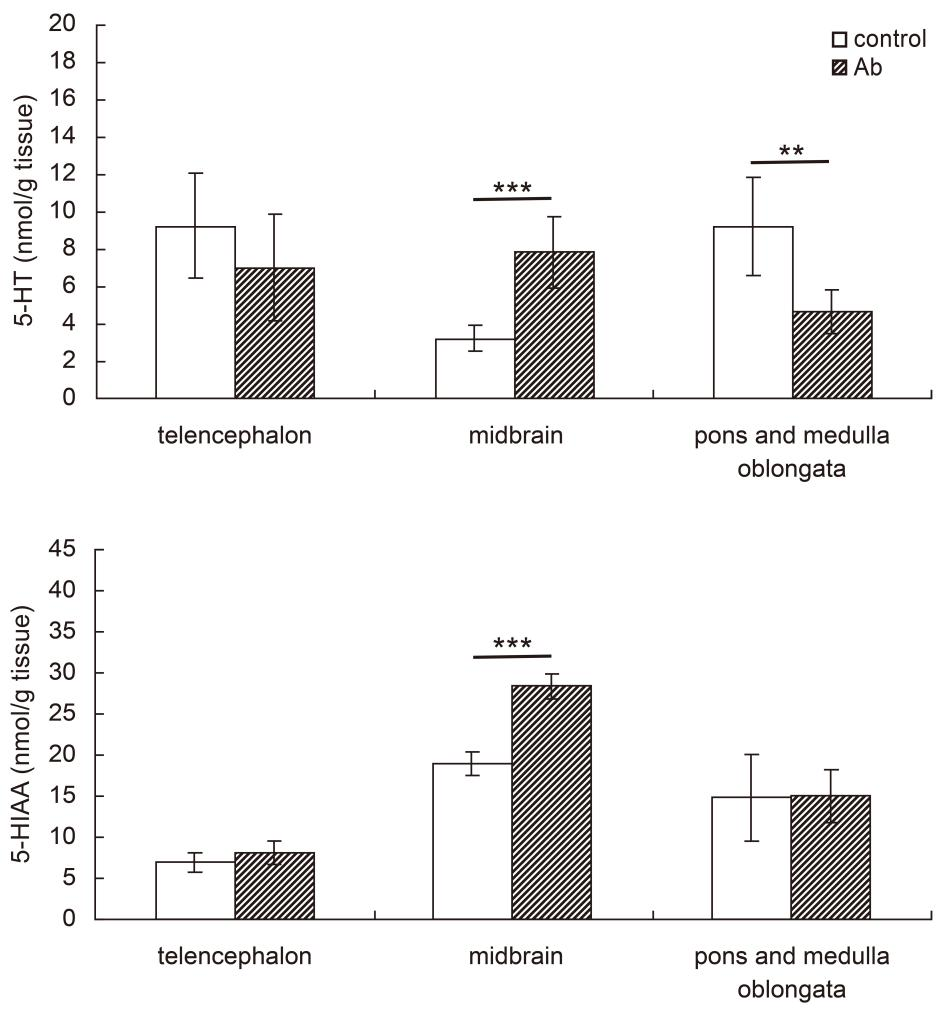 20
18
16
14
12
10
8
6
4
2
0
5-HT (nmol/g tissue)
control
Ab
***
**
telencephalon
midbrain
pons and medulla
oblongata
45
40
35
30
25
20
15
10
5
0
5-HIAA (nmol/g tissue)
***
telencephalon
midbrain
pons and medulla
oblongata